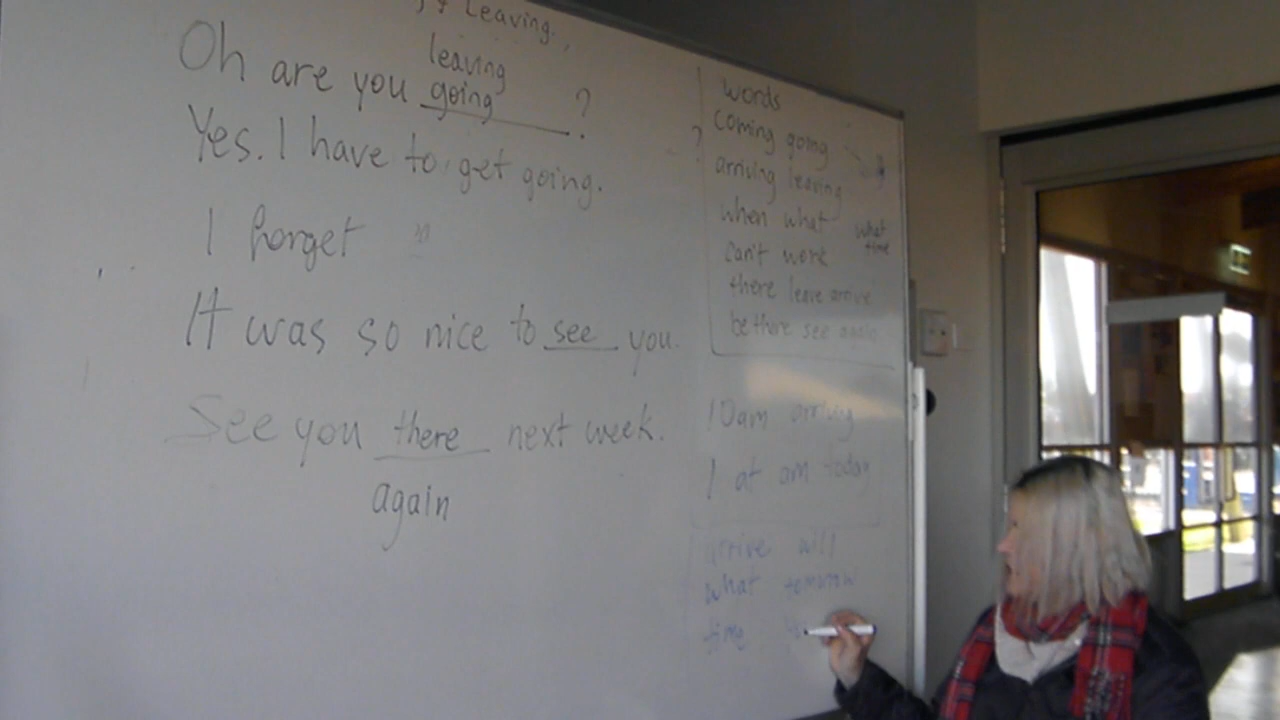 & Leaving.
leaving
Oh are you going ?
Yes. I have to get going.
I forget
It was so nice to see you.
See you there next week.
again
words
coming going
arriving leaving
when what what time
can't work
there leave arrive
be there see again
10am arriving
I at am today
arrive will
what tomorrow
time